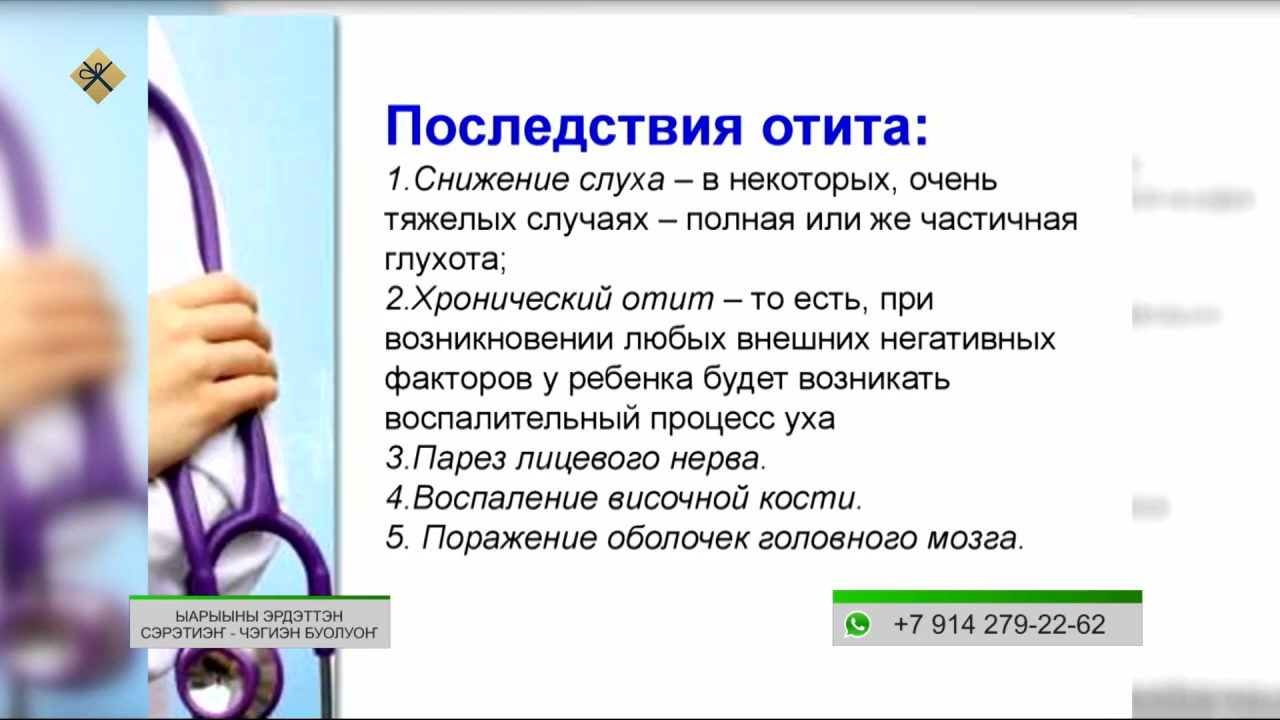 Последствия отита:
1.Снижение слуха – в некоторых, очень
тяжелых случаях – полная или же частичная
глухота;
2.Хронический отит – то есть, при
возникновении любых внешних негативных
факторов у ребенка будет возникать
воспалительный процесс уха
3.Парез лицевого нерва.
4.Воспаление височной кости.
5. Поражение оболочек головного мозга.
ЫАРЫЫНЫ ЭРДЭТТЭН
СЭРЭТИЭҔ - ЧЭГИЭН БУОЛУОҔ
+7 914 279-22-62